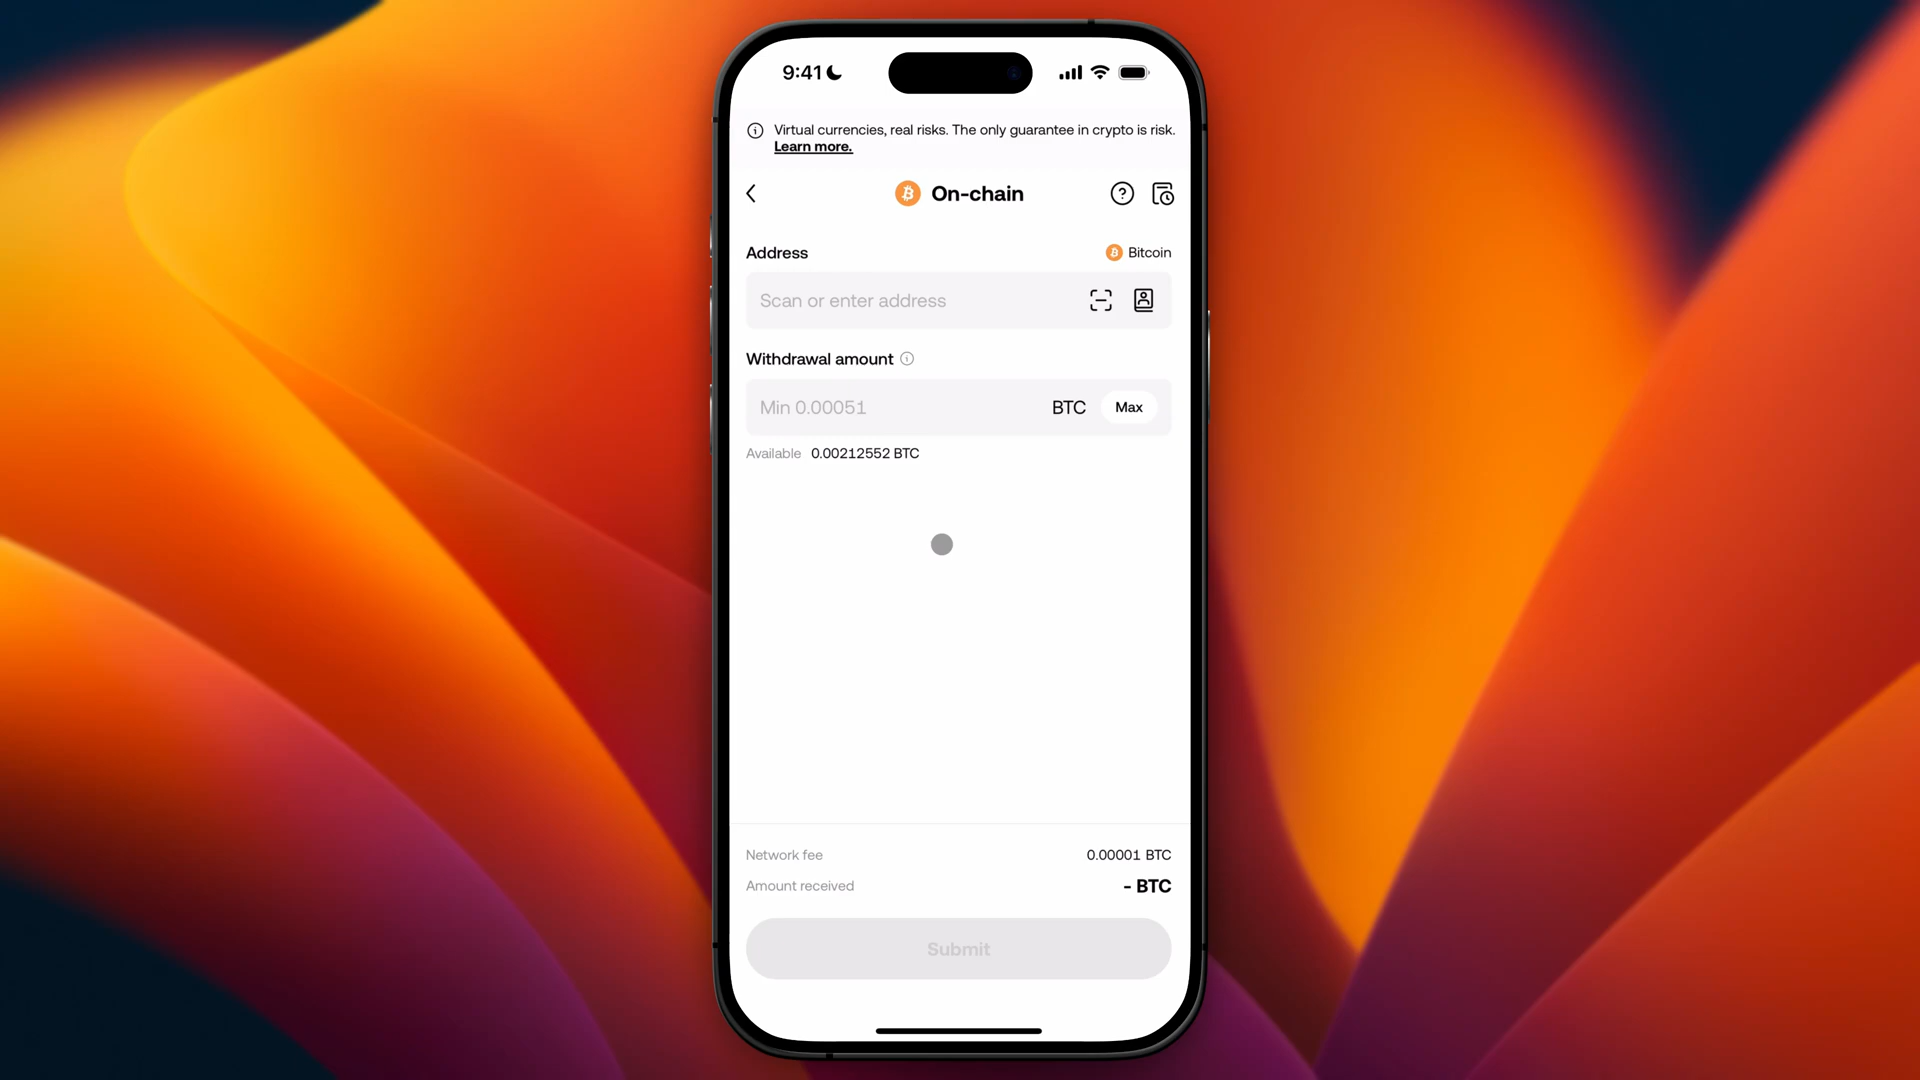 9:41
Virtual currencies, real risks. The only guarantee in crypto is risk.
Learn more.
On-chain
Address
Bitcoin
Scan or enter address
Withdrawal amount
Min 0.00051
BTC
Max
Available 0.00212552 BTC
Network fee
0.00001 BTC
Amount received
- BTC
Submit